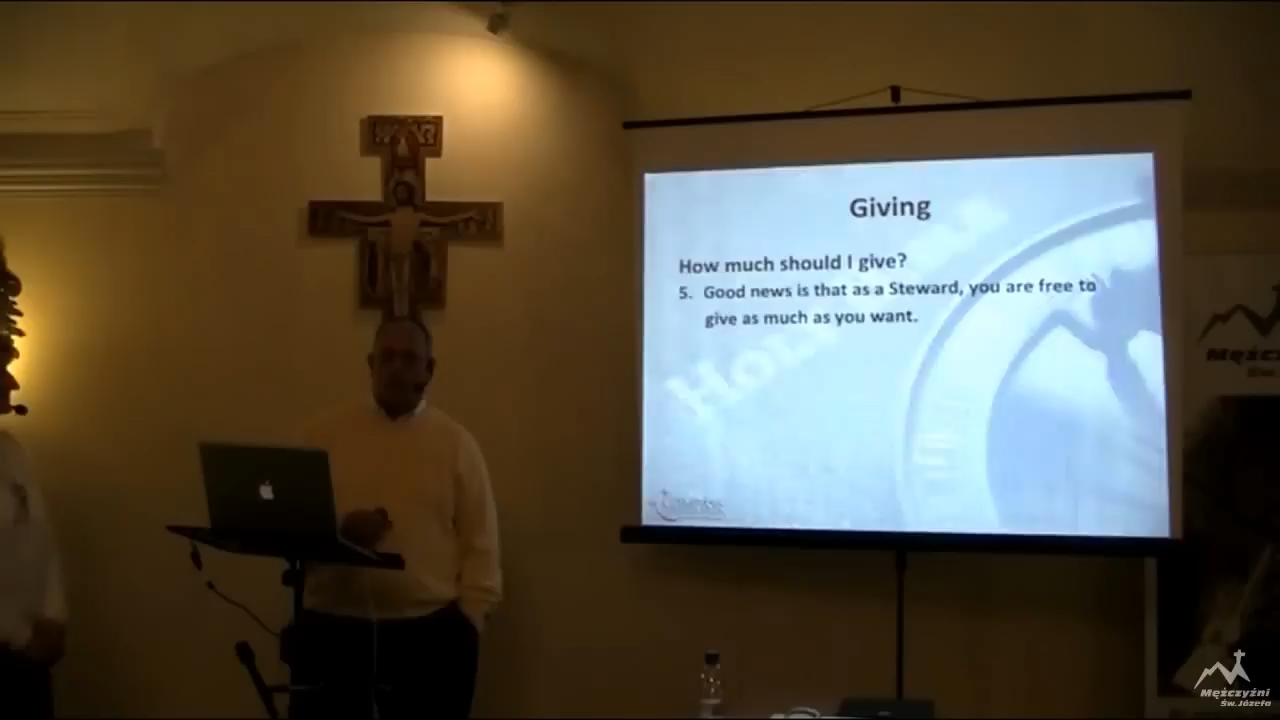 Giving
How much should I give?
5. Good news is that as a Steward, you are free to
give as much as you want.
Mężczyźni
Św.Józefa